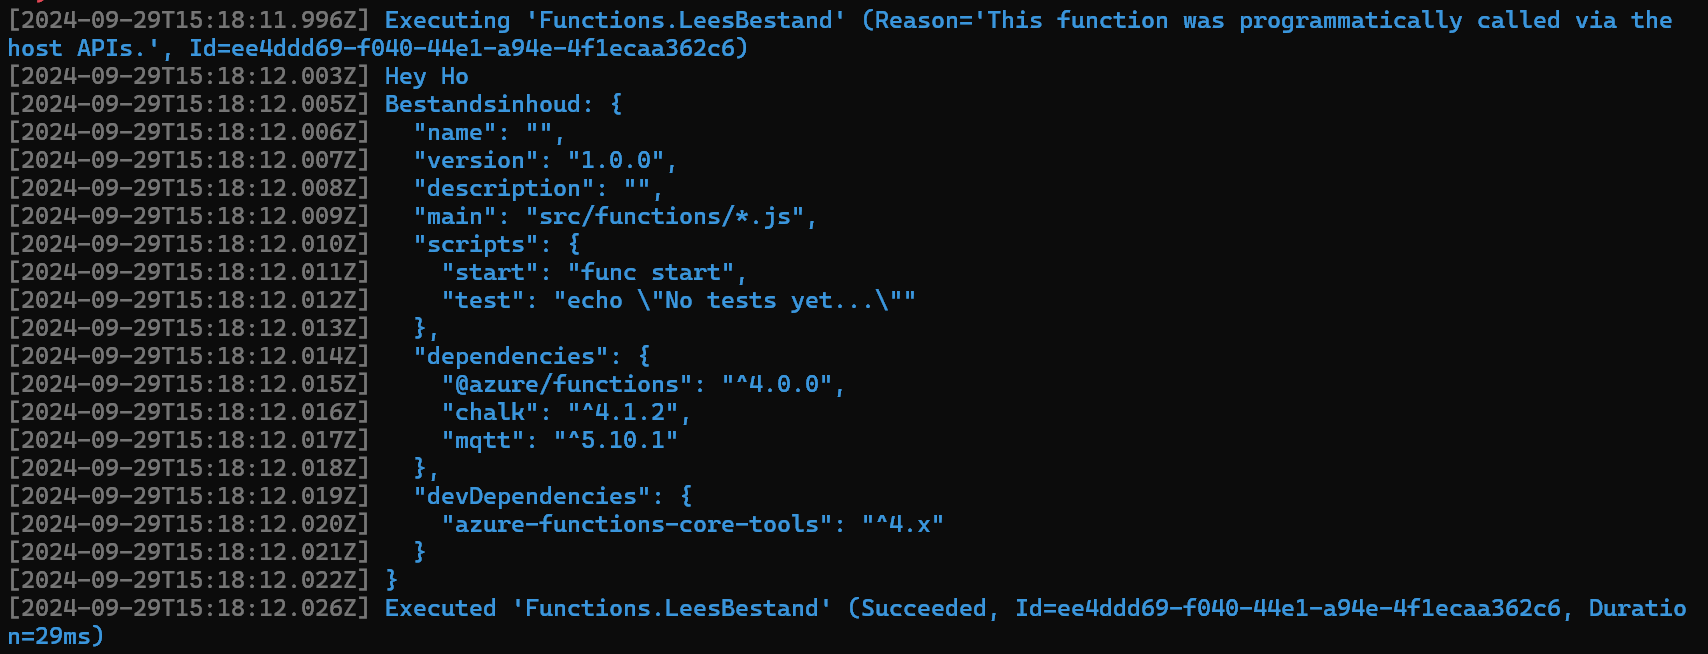 [2024-09-29T15:18:11.996Z] Executing 'Functions.LeesBestand' (Reason='This function was programmatically called via the
host APIs.', Id=ee4ddd69-f040-44e1-a94e-4f1ecaa362c6)
[2024-09-29T15:18:12.003Z] Hey Ho
[2024-09-29T15:18:12.005Z] Bestandsinhoud: {
[2024-09-29T15:18:12.006Z]   "name": "",
[2024-09-29T15:18:12.007Z]   "version": "1.0.0",
[2024-09-29T15:18:12.008Z]   "description": "",
[2024-09-29T15:18:12.009Z]   "main": "src/functions/*.js",
[2024-09-29T15:18:12.010Z]   "scripts": {
[2024-09-29T15:18:12.011Z]     "start": "func start",
[2024-09-29T15:18:12.012Z]     "test": "echo \"No tests yet...\""
[2024-09-29T15:18:12.013Z]   },
[2024-09-29T15:18:12.014Z]   "dependencies": {
[2024-09-29T15:18:12.015Z]     "@azure/functions": "^4.0.0",
[2024-09-29T15:18:12.016Z]     "chalk": "^4.1.2",
[2024-09-29T15:18:12.017Z]     "mqtt": "^5.10.1"
[2024-09-29T15:18:12.018Z]   },
[2024-09-29T15:18:12.019Z]   "devDependencies": {
[2024-09-29T15:18:12.020Z]     "azure-functions-core-tools": "^4.x"
[2024-09-29T15:18:12.021Z]   }
[2024-09-29T15:18:12.022Z] }
[2024-09-29T15:18:12.026Z] Executed 'Functions.LeesBestand' (Succeeded, Id=ee4ddd69-f040-44e1-a94e-4f1ecaa362c6, Duratio
n=29ms)